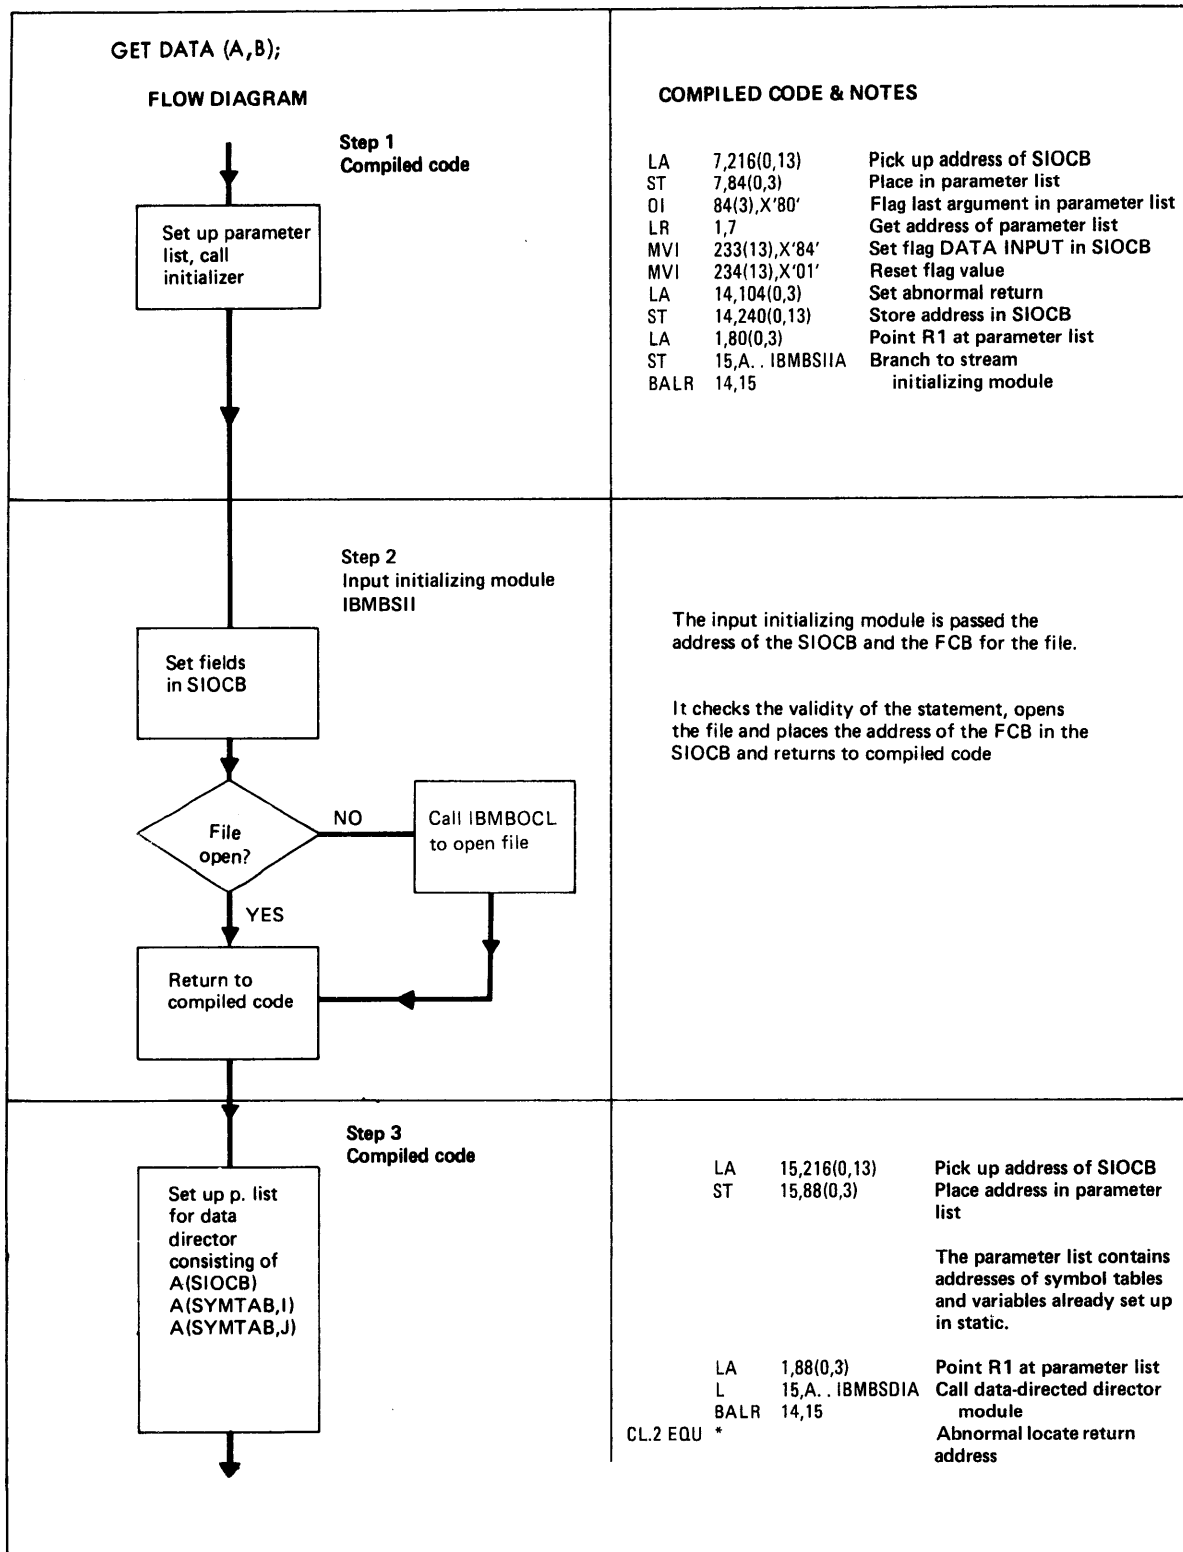 GET DATA (A,B);
FLOW DIAGRAM
COMPILED CODE & NOTES
Step 1
Compiled code
Set up parameter
list, call
initializer
LA 7,216(0,13) Pick up address of SIOCB
ST 7,84(0,3) Place in parameter list
OI 84(3),X'80' Flag last argument in parameter list
LR 1,7 Get address of parameter list
MVI 233(13),X'84' Set flag DATA INPUT in SIOCB
MVI 234(13),X'01' Reset flag value
LA 14,104(0,3) Set abnormal return
ST 14,240(0,13) Store address in SIOCB
LA 1,80(0,3) Point R1 at parameter list
ST 15,A. . IBMBSIIA Branch to stream
BALR 14,15 initializing module
Step 2
Input initializing module
IBMBSII
Set fields
in SIOCB
File
open?
NO
Call IBMBOCL
to open file
YES
Return to
compiled code
The input initializing module is passed the
address of the SIOCB and the FCB for the file.
It checks the validity of the statement, opens
the file and places the address of the FCB in the
SIOCB and returns to compiled code
Step 3
Compiled code
Set up p. list
for data
director
consisting of
A(SIOCB)
A(SYMTAB,I)
A(SYMTAB,J)
LA 15,216(0,13) Pick up address of SIOCB
ST 15,88(0,3) Place address in parameter
list
The parameter list contains
addresses of symbol tables
and variables already set up
in static.
LA 1,88(0,3) Point R1 at parameter list
L 15,A. . IBMBSDIA Call data-directed director
BALR 14,15 module
CL.2 EQU * Abnormal locate return
address